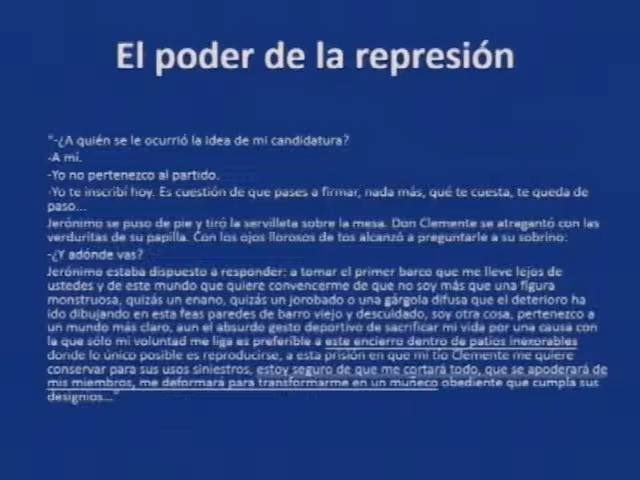 El poder de la represión
"-¿A quién se le ocurrió la idea de mi candidatura?
-A mí.
-Yo no pertenezco al partido.
-Yo te inscribí hoy. Es cuestión de que pases a firmar, nada más, qué te cuesta, te queda de
paso...
Jerónimo se puso de pie y tiró la servilleta sobre la mesa. Don Clemente se atragantó con las
verduritas de su papilla. Con los ojos llorosos de tos alcanzó a preguntarle a su sobrino:
-¿Y adónde vas?
Jerónimo estaba dispuesto a responder: a tomar el primer barco que me lleve lejos de
ustedes y de este mundo que quiere convencerme de que no soy más que una figura
monstruosa, quizás un enano, quizás un jorobado o una gárgola difusa que el deterioro ha
ido dibujando en esta feas paredes de barro viejo y descuidado, soy otra cosa, pertenezco a
un mundo más claro, aun el absurdo gesto deportivo de sacrificar mi vida por una causa con
la que sólo mi voluntad me liga es preferible a este encierro dentro de patios inexorables
donde lo único posible es reproducirse, a esta prisión en que mi tío Clemente me quiere
conservar para sus usos siniestros, estoy seguro de que me cortará todo, que se apoderará de
mis miembros, me deformará para transformarme en un muñeco obediente que cumpla sus
designios..."